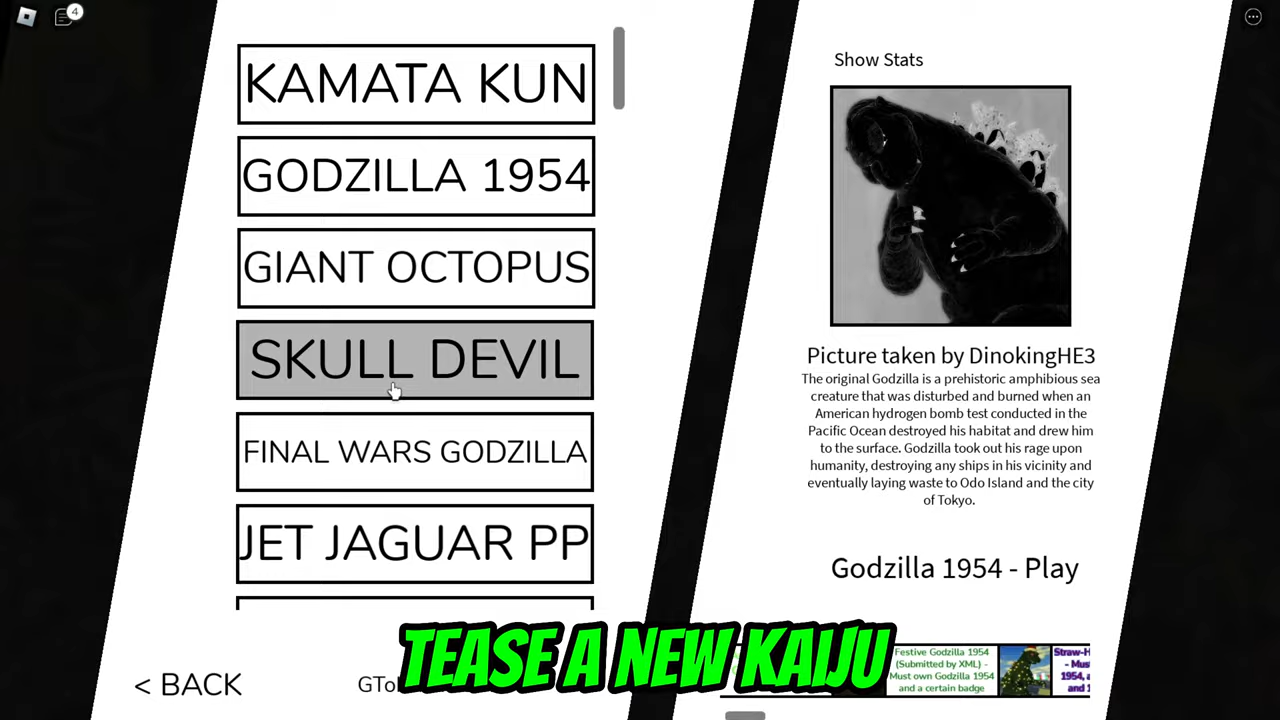 4
KAMATA KUN
GODZILLA 1954
GIANT OCTOPUS
SKULL DEVIL
FINAL WARS GODZILLA
JET JAGUAR PP
< BACK
Show Stats
Picture taken by DinokingHE3
The original Godzilla is a prehistoric amphibious sea
creature that was disturbed and burned when an
American hydrogen bomb test conducted in the
Pacific Ocean destroyed his habitat and drew him
to the surface. Godzilla took out his rage upon
humanity, destroying any ships in his vicinity and
eventually laying waste to Odo Island and the city
of Tokyo.
Godzilla 1954 - Play
TEASE A NEW KAIJU
Festive Godzilla 1954
(Submitted by XML) -
Must own Godzilla 1954
and a certain badge